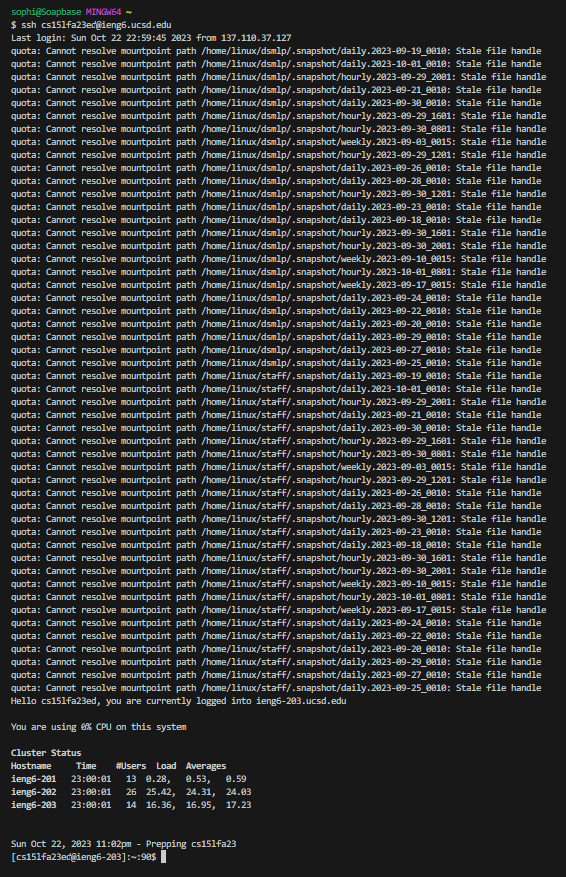 sophi@Soapbase MINGW64 ~
$ ssh cs15lfa23ed@ieng6.ucsd.edu
Last login: Sun Oct 22 22:59:45 2023 from 137.110.37.127
quota: Cannot resolve mountpoint path /home/linux/dsmlp/.snapshot/daily.2023-09-19_0010: Stale file handle
quota: Cannot resolve mountpoint path /home/linux/dsmlp/.snapshot/daily.2023-10-01_0010: Stale file handle
quota: Cannot resolve mountpoint path /home/linux/dsmlp/.snapshot/hourly.2023-09-29_2001: Stale file handle
quota: Cannot resolve mountpoint path /home/linux/dsmlp/.snapshot/daily.2023-09-21_0010: Stale file handle
quota: Cannot resolve mountpoint path /home/linux/dsmlp/.snapshot/daily.2023-09-30_0010: Stale file handle
quota: Cannot resolve mountpoint path /home/linux/dsmlp/.snapshot/hourly.2023-09-29_1601: Stale file handle
quota: Cannot resolve mountpoint path /home/linux/dsmlp/.snapshot/hourly.2023-09-30_0801: Stale file handle
quota: Cannot resolve mountpoint path /home/linux/dsmlp/.snapshot/weekly.2023-09-03_0015: Stale file handle
quota: Cannot resolve mountpoint path /home/linux/dsmlp/.snapshot/hourly.2023-09-29_1201: Stale file handle
quota: Cannot resolve mountpoint path /home/linux/dsmlp/.snapshot/daily.2023-09-26_0010: Stale file handle
quota: Cannot resolve mountpoint path /home/linux/dsmlp/.snapshot/daily.2023-09-28_0010: Stale file handle
quota: Cannot resolve mountpoint path /home/linux/dsmlp/.snapshot/hourly.2023-09-30_1201: Stale file handle
quota: Cannot resolve mountpoint path /home/linux/dsmlp/.snapshot/daily.2023-09-23_0010: Stale file handle
quota: Cannot resolve mountpoint path /home/linux/dsmlp/.snapshot/daily.2023-09-18_0010: Stale file handle
quota: Cannot resolve mountpoint path /home/linux/dsmlp/.snapshot/hourly.2023-09-30_1601: Stale file handle
quota: Cannot resolve mountpoint path /home/linux/dsmlp/.snapshot/hourly.2023-09-30_2001: Stale file handle
quota: Cannot resolve mountpoint path /home/linux/dsmlp/.snapshot/weekly.2023-09-10_0015: Stale file handle
quota: Cannot resolve mountpoint path /home/linux/dsmlp/.snapshot/hourly.2023-10-01_0801: Stale file handle
quota: Cannot resolve mountpoint path /home/linux/dsmlp/.snapshot/weekly.2023-09-17_0015: Stale file handle
quota: Cannot resolve mountpoint path /home/linux/dsmlp/.snapshot/daily.2023-09-24_0010: Stale file handle
quota: Cannot resolve mountpoint path /home/linux/dsmlp/.snapshot/daily.2023-09-22_0010: Stale file handle
quota: Cannot resolve mountpoint path /home/linux/dsmlp/.snapshot/daily.2023-09-20_0010: Stale file handle
quota: Cannot resolve mountpoint path /home/linux/dsmlp/.snapshot/daily.2023-09-29_0010: Stale file handle
quota: Cannot resolve mountpoint path /home/linux/dsmlp/.snapshot/daily.2023-09-27_0010: Stale file handle
quota: Cannot resolve mountpoint path /home/linux/dsmlp/.snapshot/daily.2023-09-25_0010: Stale file handle
quota: Cannot resolve mountpoint path /home/linux/staff/.snapshot/daily.2023-09-19_0010: Stale file handle
quota: Cannot resolve mountpoint path /home/linux/staff/.snapshot/daily.2023-10-01_0010: Stale file handle
quota: Cannot resolve mountpoint path /home/linux/staff/.snapshot/hourly.2023-09-29_2001: Stale file handle
quota: Cannot resolve mountpoint path /home/linux/staff/.snapshot/daily.2023-09-21_0010: Stale file handle
quota: Cannot resolve mountpoint path /home/linux/staff/.snapshot/daily.2023-09-30_0010: Stale file handle
quota: Cannot resolve mountpoint path /home/linux/staff/.snapshot/hourly.2023-09-29_1601: Stale file handle
quota: Cannot resolve mountpoint path /home/linux/staff/.snapshot/hourly.2023-09-30_0801: Stale file handle
quota: Cannot resolve mountpoint path /home/linux/staff/.snapshot/weekly.2023-09-03_0015: Stale file handle
quota: Cannot resolve mountpoint path /home/linux/staff/.snapshot/hourly.2023-09-29_1201: Stale file handle
quota: Cannot resolve mountpoint path /home/linux/staff/.snapshot/daily.2023-09-26_0010: Stale file handle
quota: Cannot resolve mountpoint path /home/linux/staff/.snapshot/daily.2023-09-28_0010: Stale file handle
quota: Cannot resolve mountpoint path /home/linux/staff/.snapshot/hourly.2023-09-30_1201: Stale file handle
quota: Cannot resolve mountpoint path /home/linux/staff/.snapshot/daily.2023-09-23_0010: Stale file handle
quota: Cannot resolve mountpoint path /home/linux/staff/.snapshot/daily.2023-09-18_0010: Stale file handle
quota: Cannot resolve mountpoint path /home/linux/staff/.snapshot/hourly.2023-09-30_1601: Stale file handle
quota: Cannot resolve mountpoint path /home/linux/staff/.snapshot/hourly.2023-09-30_2001: Stale file handle
quota: Cannot resolve mountpoint path /home/linux/staff/.snapshot/weekly.2023-09-10_0015: Stale file handle
quota: Cannot resolve mountpoint path /home/linux/staff/.snapshot/hourly.2023-10-01_0801: Stale file handle
quota: Cannot resolve mountpoint path /home/linux/staff/.snapshot/weekly.2023-09-17_0015: Stale file handle
quota: Cannot resolve mountpoint path /home/linux/staff/.snapshot/daily.2023-09-24_0010: Stale file handle
quota: Cannot resolve mountpoint path /home/linux/staff/.snapshot/daily.2023-09-22_0010: Stale file handle
quota: Cannot resolve mountpoint path /home/linux/staff/.snapshot/daily.2023-09-20_0010: Stale file handle
quota: Cannot resolve mountpoint path /home/linux/staff/.snapshot/daily.2023-09-29_0010: Stale file handle
quota: Cannot resolve mountpoint path /home/linux/staff/.snapshot/daily.2023-09-27_0010: Stale file handle
quota: Cannot resolve mountpoint path /home/linux/staff/.snapshot/daily.2023-09-25_0010: Stale file handle
Hello cs15lfa23ed, you are currently logged into ieng6-203.ucsd.edu
You are using 0% CPU on this system
Cluster Status
Hostname Time #Users Load Averages
ieng6-201 23:00:01 13 0.28, 0.53, 0.59
ieng6-202 23:00:01 26 25.42, 24.31, 24.03
ieng6-203 23:00:01 14 16.36, 16.95, 17.23
Sun Oct 22, 2023 11:02pm - Prepping cs15lfa23
[cs15lfa23ed@ieng6-203]:~:90$